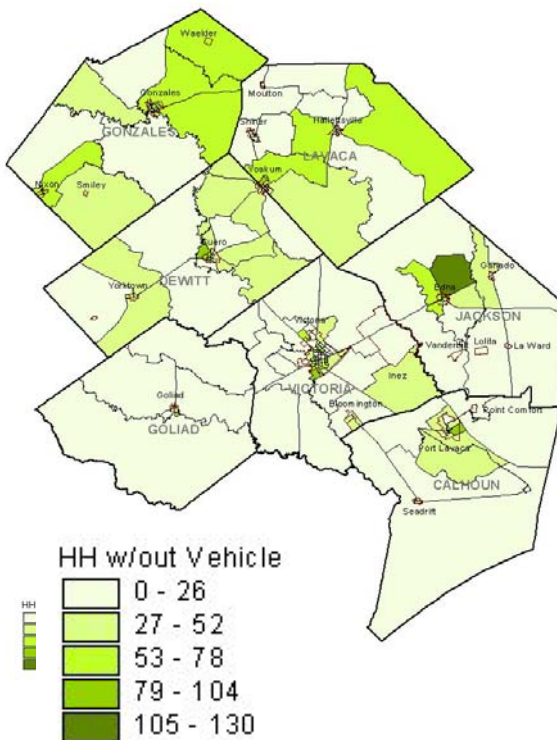 Waelder
Gonzales
GONZALES
Moulton
Shiner
Hallettsville
LAVACA
Nixon
Smiley
Yoakum
Cuero
DEWITT
Yorktown
Ganado
Edna
JACKSON
Victoria
Vanderbilt
Lolita
La Ward
VICTORIA
Inez
Goliad
GOLIAD
Bloomington
Point Comfort
Port Lavaca
CALHOUN
Seadrift
HH w/out Vehicle
0 - 26
27 - 52
53 - 78
79 - 104
105 - 130
HH